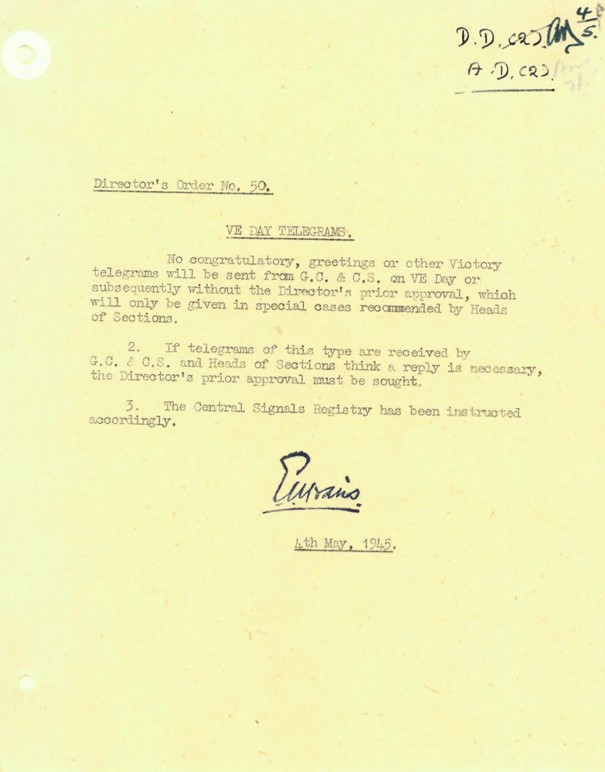 D.D.(2). 4/5.
A.D.(2).
Director's Order No. 50.
VE DAY TELEGRAMS.
No congratulatory, greetings or other Victory
telegrams will be sent from G.C. & C.S. on VE Day or
subsequently without the Director's prior approval, which
will only be given in special cases recommended by Heads
of Sections.
2. If telegrams of this type are received by
G.C. & C.S. and Heads of Sections think a reply is necessary,
the Director's prior approval must be sought.
3. The Central Signals Registry has been instructed
accordingly.
4th May, 1945.